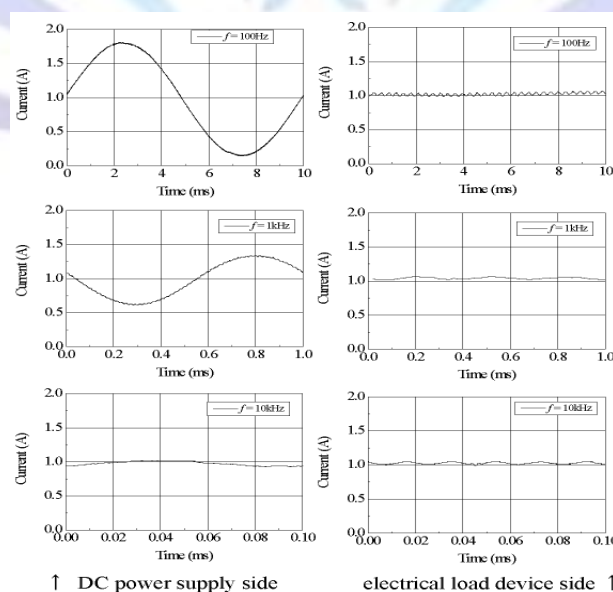 f=100Hz
Current (A)
2.0
1.5
1.0
0.5
0.0
0 2 4 6 8 10
Time (ms)
f=100Hz
Current (A)
2.0
1.5
1.0
0.5
0.0
0 2 4 6 8 10
Time (ms)
f=1kHz
Current (A)
2.0
1.5
1.0
0.5
0.0
0.0 0.2 0.4 0.6 0.8 1.0
Time (ms)
f=1kHz
Current (A)
2.0
1.5
1.0
0.5
0.0
0.0 0.2 0.4 0.6 0.8 1.0
Time (ms)
f=10kHz
Current (A)
2.0
1.5
1.0
0.5
0.0
0.00 0.02 0.04 0.06 0.08 0.10
Time (ms)
f=10kHz
Current (A)
2.0
1.5
1.0
0.5
0.0
0.00 0.02 0.04 0.06 0.08 0.10
Time (ms)
↑ DC power supply side
electrical load device side ↑